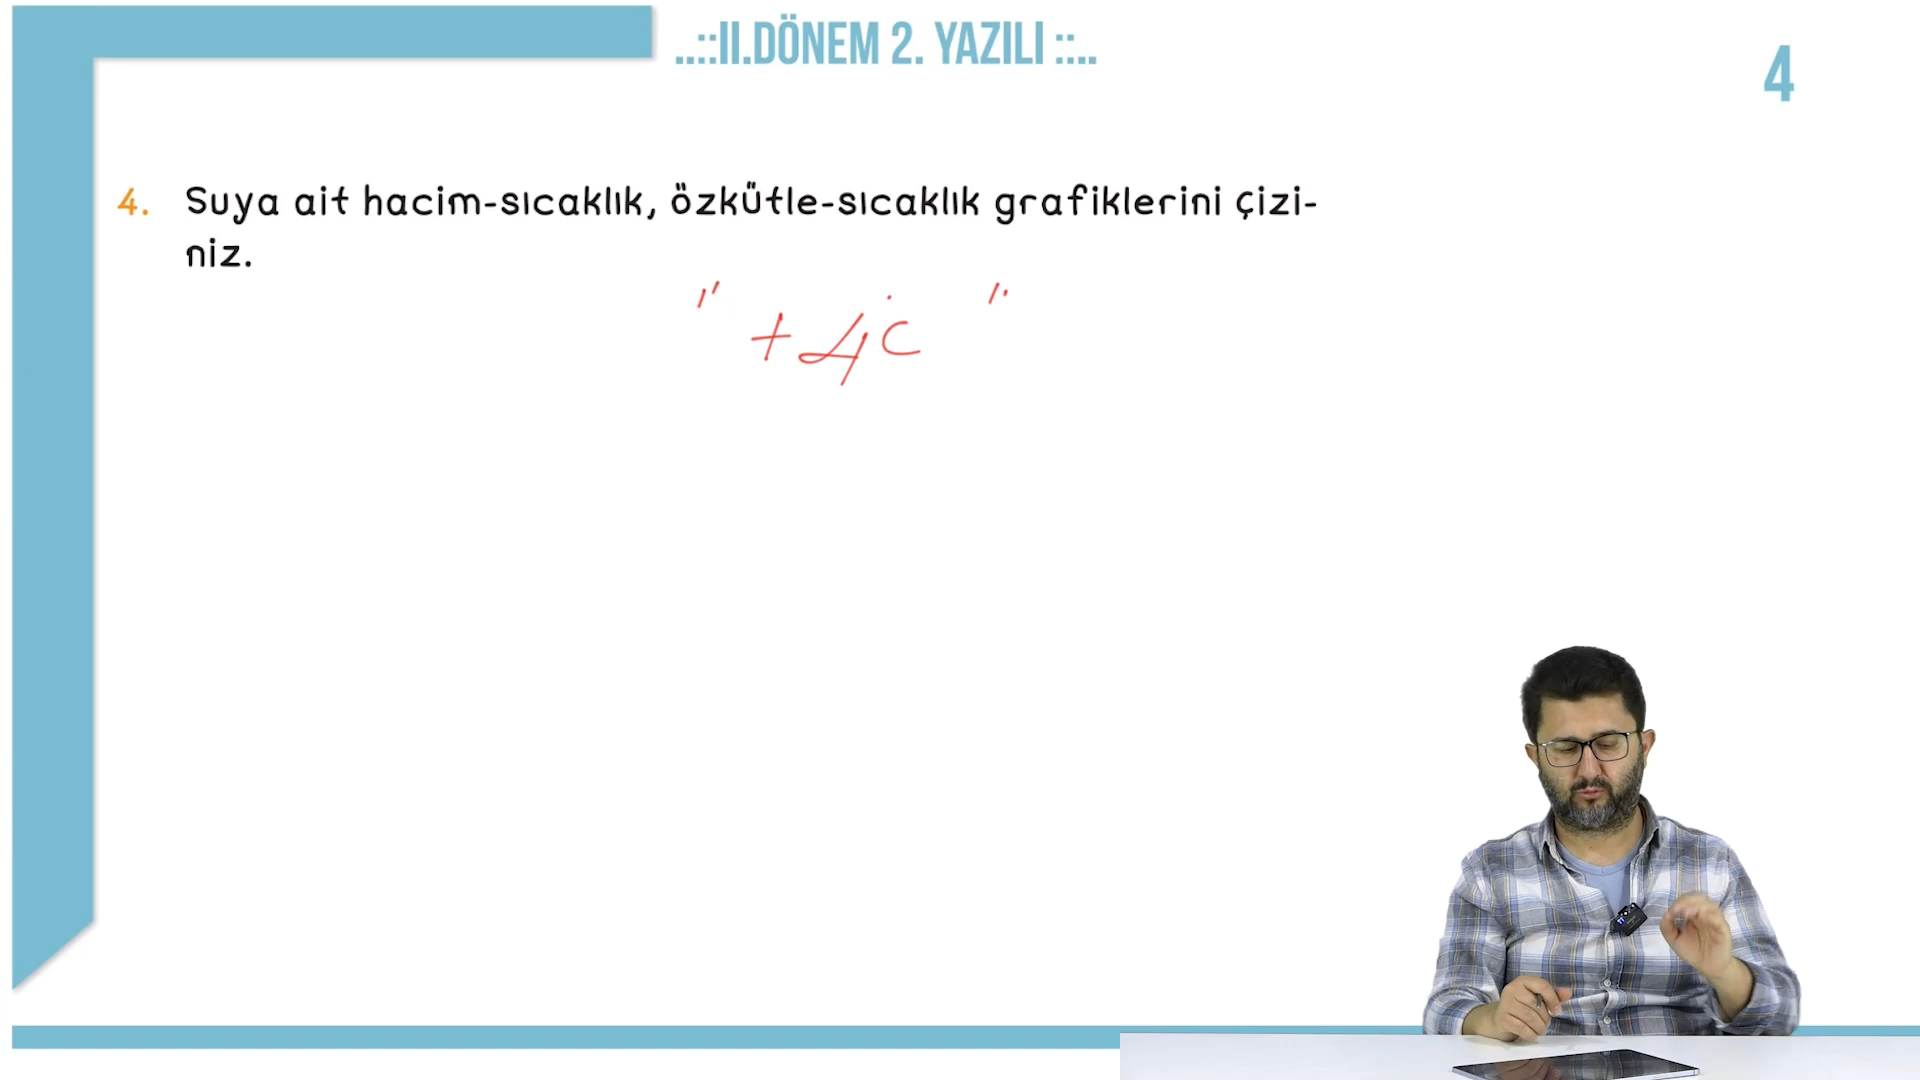 ..::II.DÖNEM 2. YAZILI ::..
4
4. Suya ait hacim-sıcaklık, özkütle-sıcaklık grafiklerini çizi-
niz.
" +4°C "